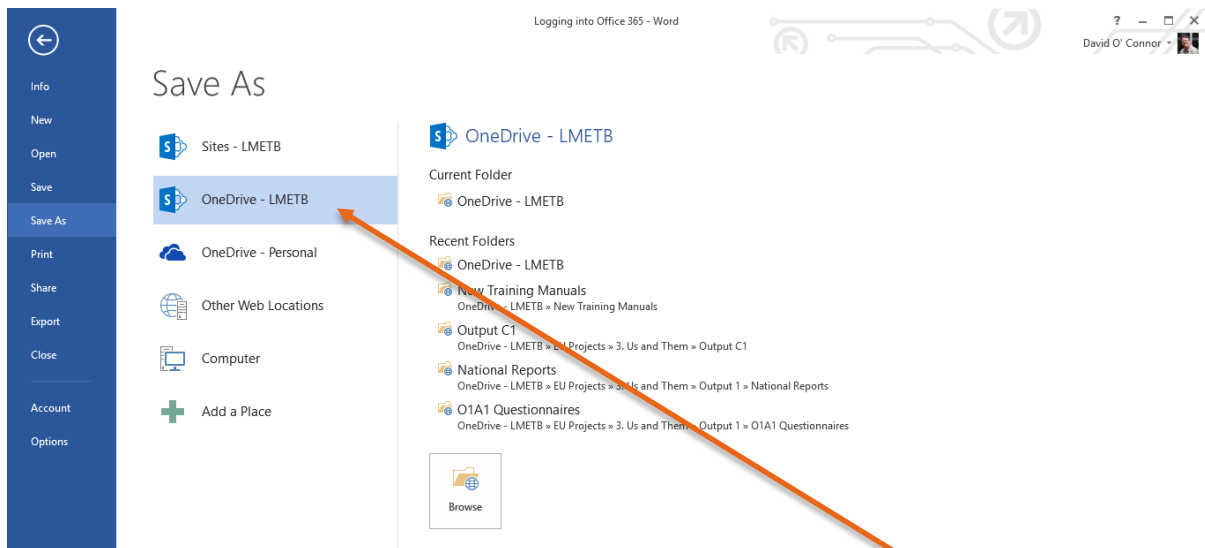 Logging into Office 365 - Word
?
David O' Connor
Info
New
Open
Save
Save As
Print
Share
Export
Close
Account
Options
Save As
Sites - LMETB
OneDrive - LMETB
OneDrive - Personal
Other Web Locations
Computer
Add a Place
OneDrive - LMETB
Current Folder
OneDrive - LMETB
Recent Folders
OneDrive - LMETB
New Training Manuals
OneDrive - LMETB » New Training Manuals
Output C1
OneDrive - LMETB » EU Projects » 3. Us and Them » Output C1
National Reports
OneDrive - LMETB » EU Projects » 3. Us and Them » Output 1 » National Reports
O1A1 Questionnaires
OneDrive - LMETB » EU Projects » 3. Us and Them » Output 1 » O1A1 Questionnaires
Browse